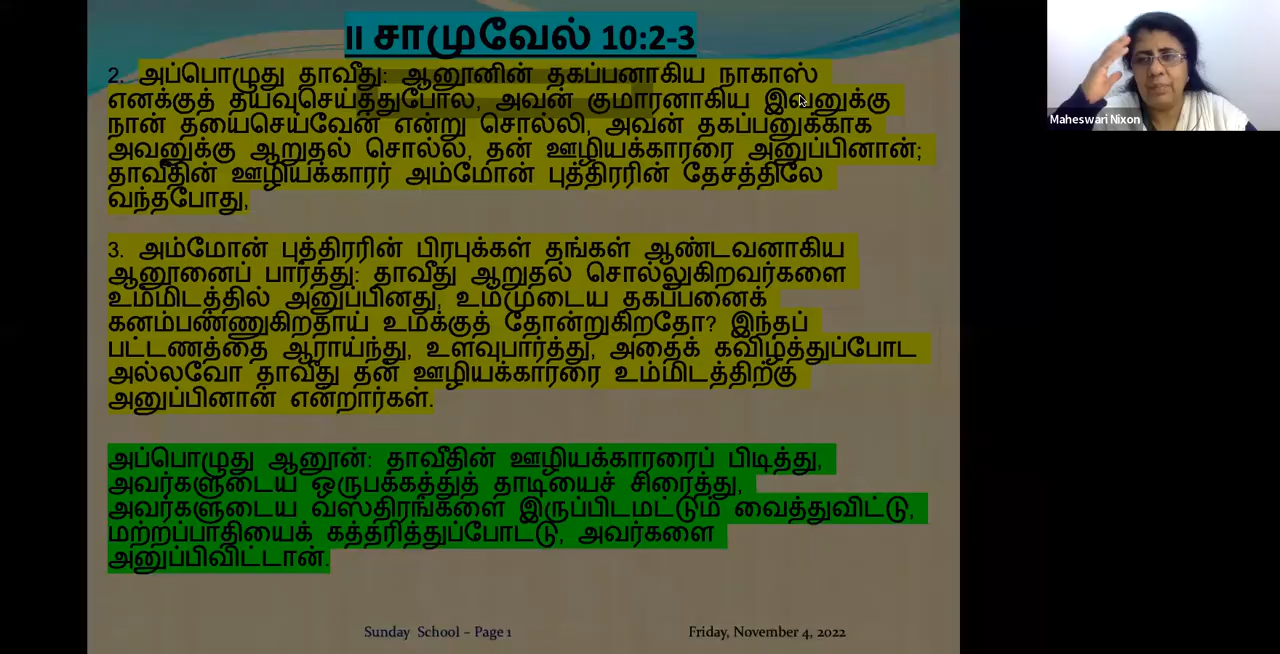 II சாமுவேல் 10:2-3
2. அப்பொழுது தாவீது: ஆனூனின் தகப்பனாகிய நாகாஸ்
எனக்குத் தயவுசெய்ததுபோல, அவன் குமாரனாகிய இவனுக்கு
நான் தயைசெய்வேன் என்று சொல்லி, அவன் தகப்பனுக்காக
அவனுக்கு ஆறுதல் சொல்ல, தன் ஊழியக்காரரை அனுப்பினான்;
தாவீதின் ஊழியக்காரர் அம்மோன் புத்திரரின் தேசத்திலே
வந்தபோது,
3. அம்மோன் புத்திரரின் பிரபுக்கள் தங்கள் ஆண்டவனாகிய
ஆனூனைப் பார்த்து: தாவீது ஆறுதல் சொல்லுகிறவர்களை
உம்மிடத்தில் அனுப்பினது, உம்முடைய தகப்பனைக்
கனம்பண்ணுகிறதாய் உமக்குத் தோன்றுகிறதோ? இந்தப்
பட்டணத்தை ஆராய்ந்து, உளவுபார்த்து, அதைக் கவிழ்த்துப்போட
அல்லவோ தாவீது தன் ஊழியக்காரரை உம்மிடத்திற்கு
அனுப்பினான் என்றார்கள்.
அப்பொழுது ஆனூன்: தாவீதின் ஊழியக்காரரைப் பிடித்து,
அவர்களுடைய ஒருபக்கத்துத் தாடியைச் சிரைத்து,
அவர்களுடைய வஸ்திரங்களை இருப்பிடமட்டும் வைத்துவிட்டு,
மற்றப்பாதியைக் கத்தரித்துப்போட்டு, அவர்களை
அனுப்பிவிட்டான்.
Sunday School – Page 1
Friday, November 4, 2022
Maheswari Nixon